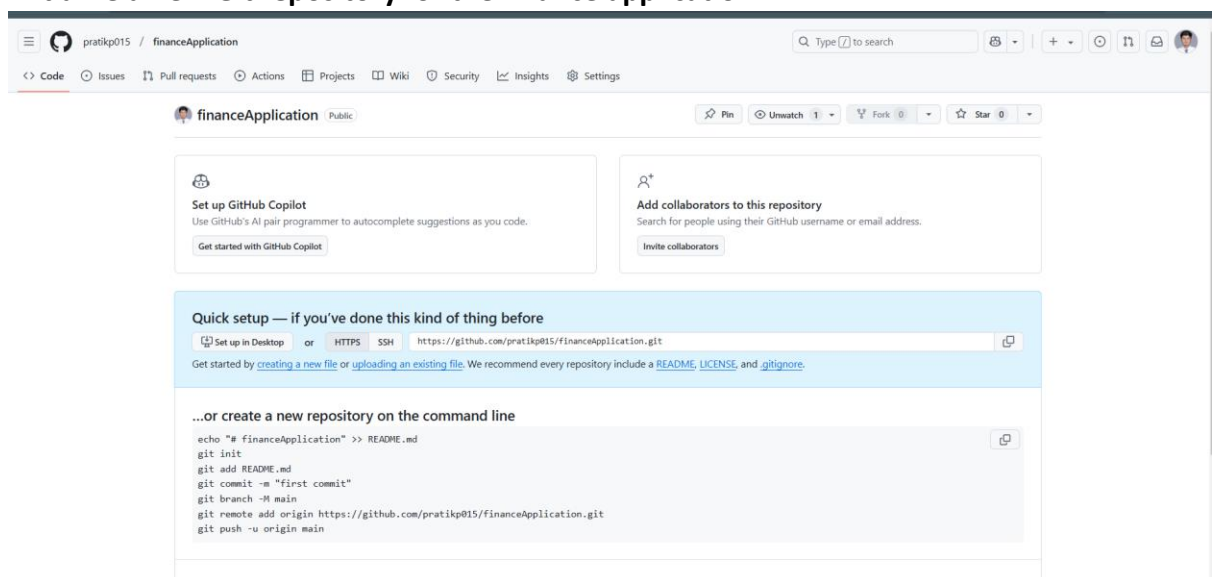 pratikp015 / financeApplication
Type / to search
Code Issues Pull requests Actions Projects Wiki Security Insights Settings
financeApplication Public
Pin Unwatch 1 Fork 0 Star 0
Set up GitHub Copilot
Use GitHub's AI pair programmer to autocomplete suggestions as you code.
Get started with GitHub Copilot
Add collaborators to this repository
Search for people using their GitHub username or email address.
Invite collaborators
Quick setup — if you've done this kind of thing before
Set up in Desktop or HTTPS SSH https://github.com/pratikp015/financeApplication.git
Get started by creating a new file or uploading an existing file. We recommend every repository include a README, LICENSE, and .gitignore.
...or create a new repository on the command line
echo "# financeApplication" >> README.md
git init
git add README.md
git commit -m "first commit"
git branch -M main
git remote add origin https://github.com/pratikp015/financeApplication.git
git push -u origin main